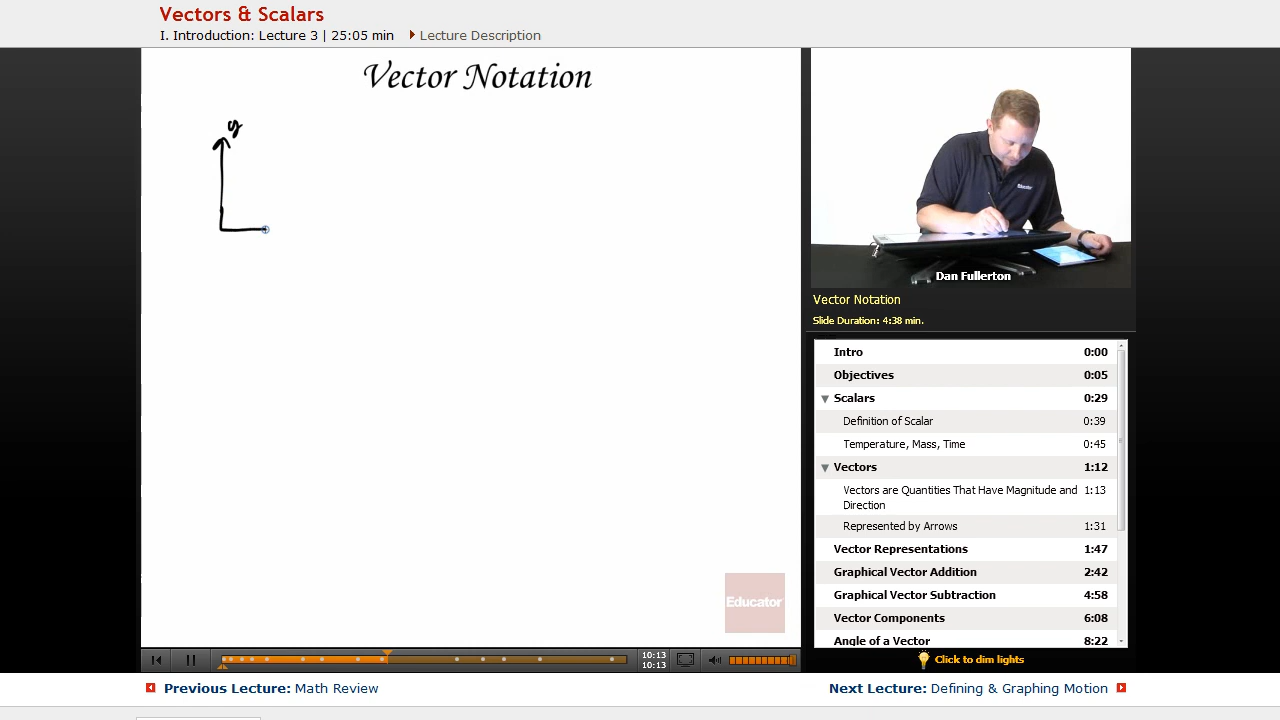 Vectors & Scalars
I. Introduction: Lecture 3 | 25:05 min
Lecture Description
Vector Notation
y
Educator
Educator
Dan Fullerton
Vector Notation
Slide Duration: 4:38 min.
Intro 0:00
Objectives 0:05
Scalars 0:29
Definition of Scalar 0:39
Temperature, Mass, Time 0:45
Vectors 1:12
Vectors are Quantities That Have Magnitude and 1:13
Direction
Represented by Arrows 1:31
Vector Representations 1:47
Graphical Vector Addition 2:42
Graphical Vector Subtraction 4:58
Vector Components 6:08
Angle of a Vector 8:22
10:13
10:13
Click to dim lights
Previous Lecture: Math Review
Next Lecture: Defining & Graphing Motion